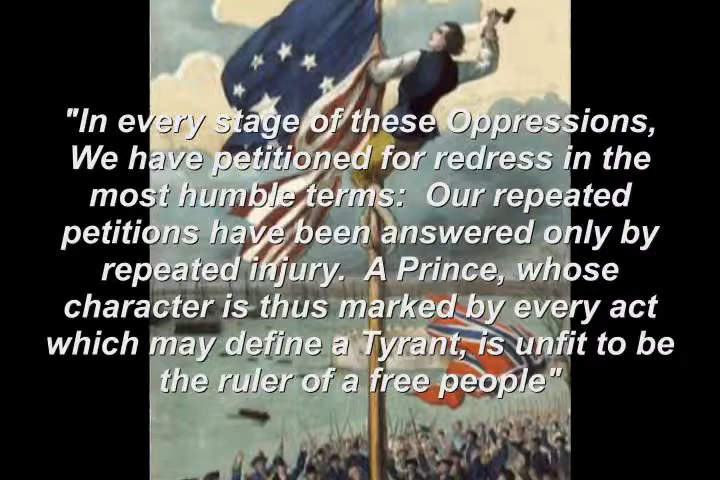 "In every stage of these Oppressions,
We have petitioned for redress in the
most humble terms:  Our repeated
petitions have been answered only by
repeated injury.  A Prince, whose
character is thus marked by every act
which may define a Tyrant, is unfit to be
the ruler of a free people"